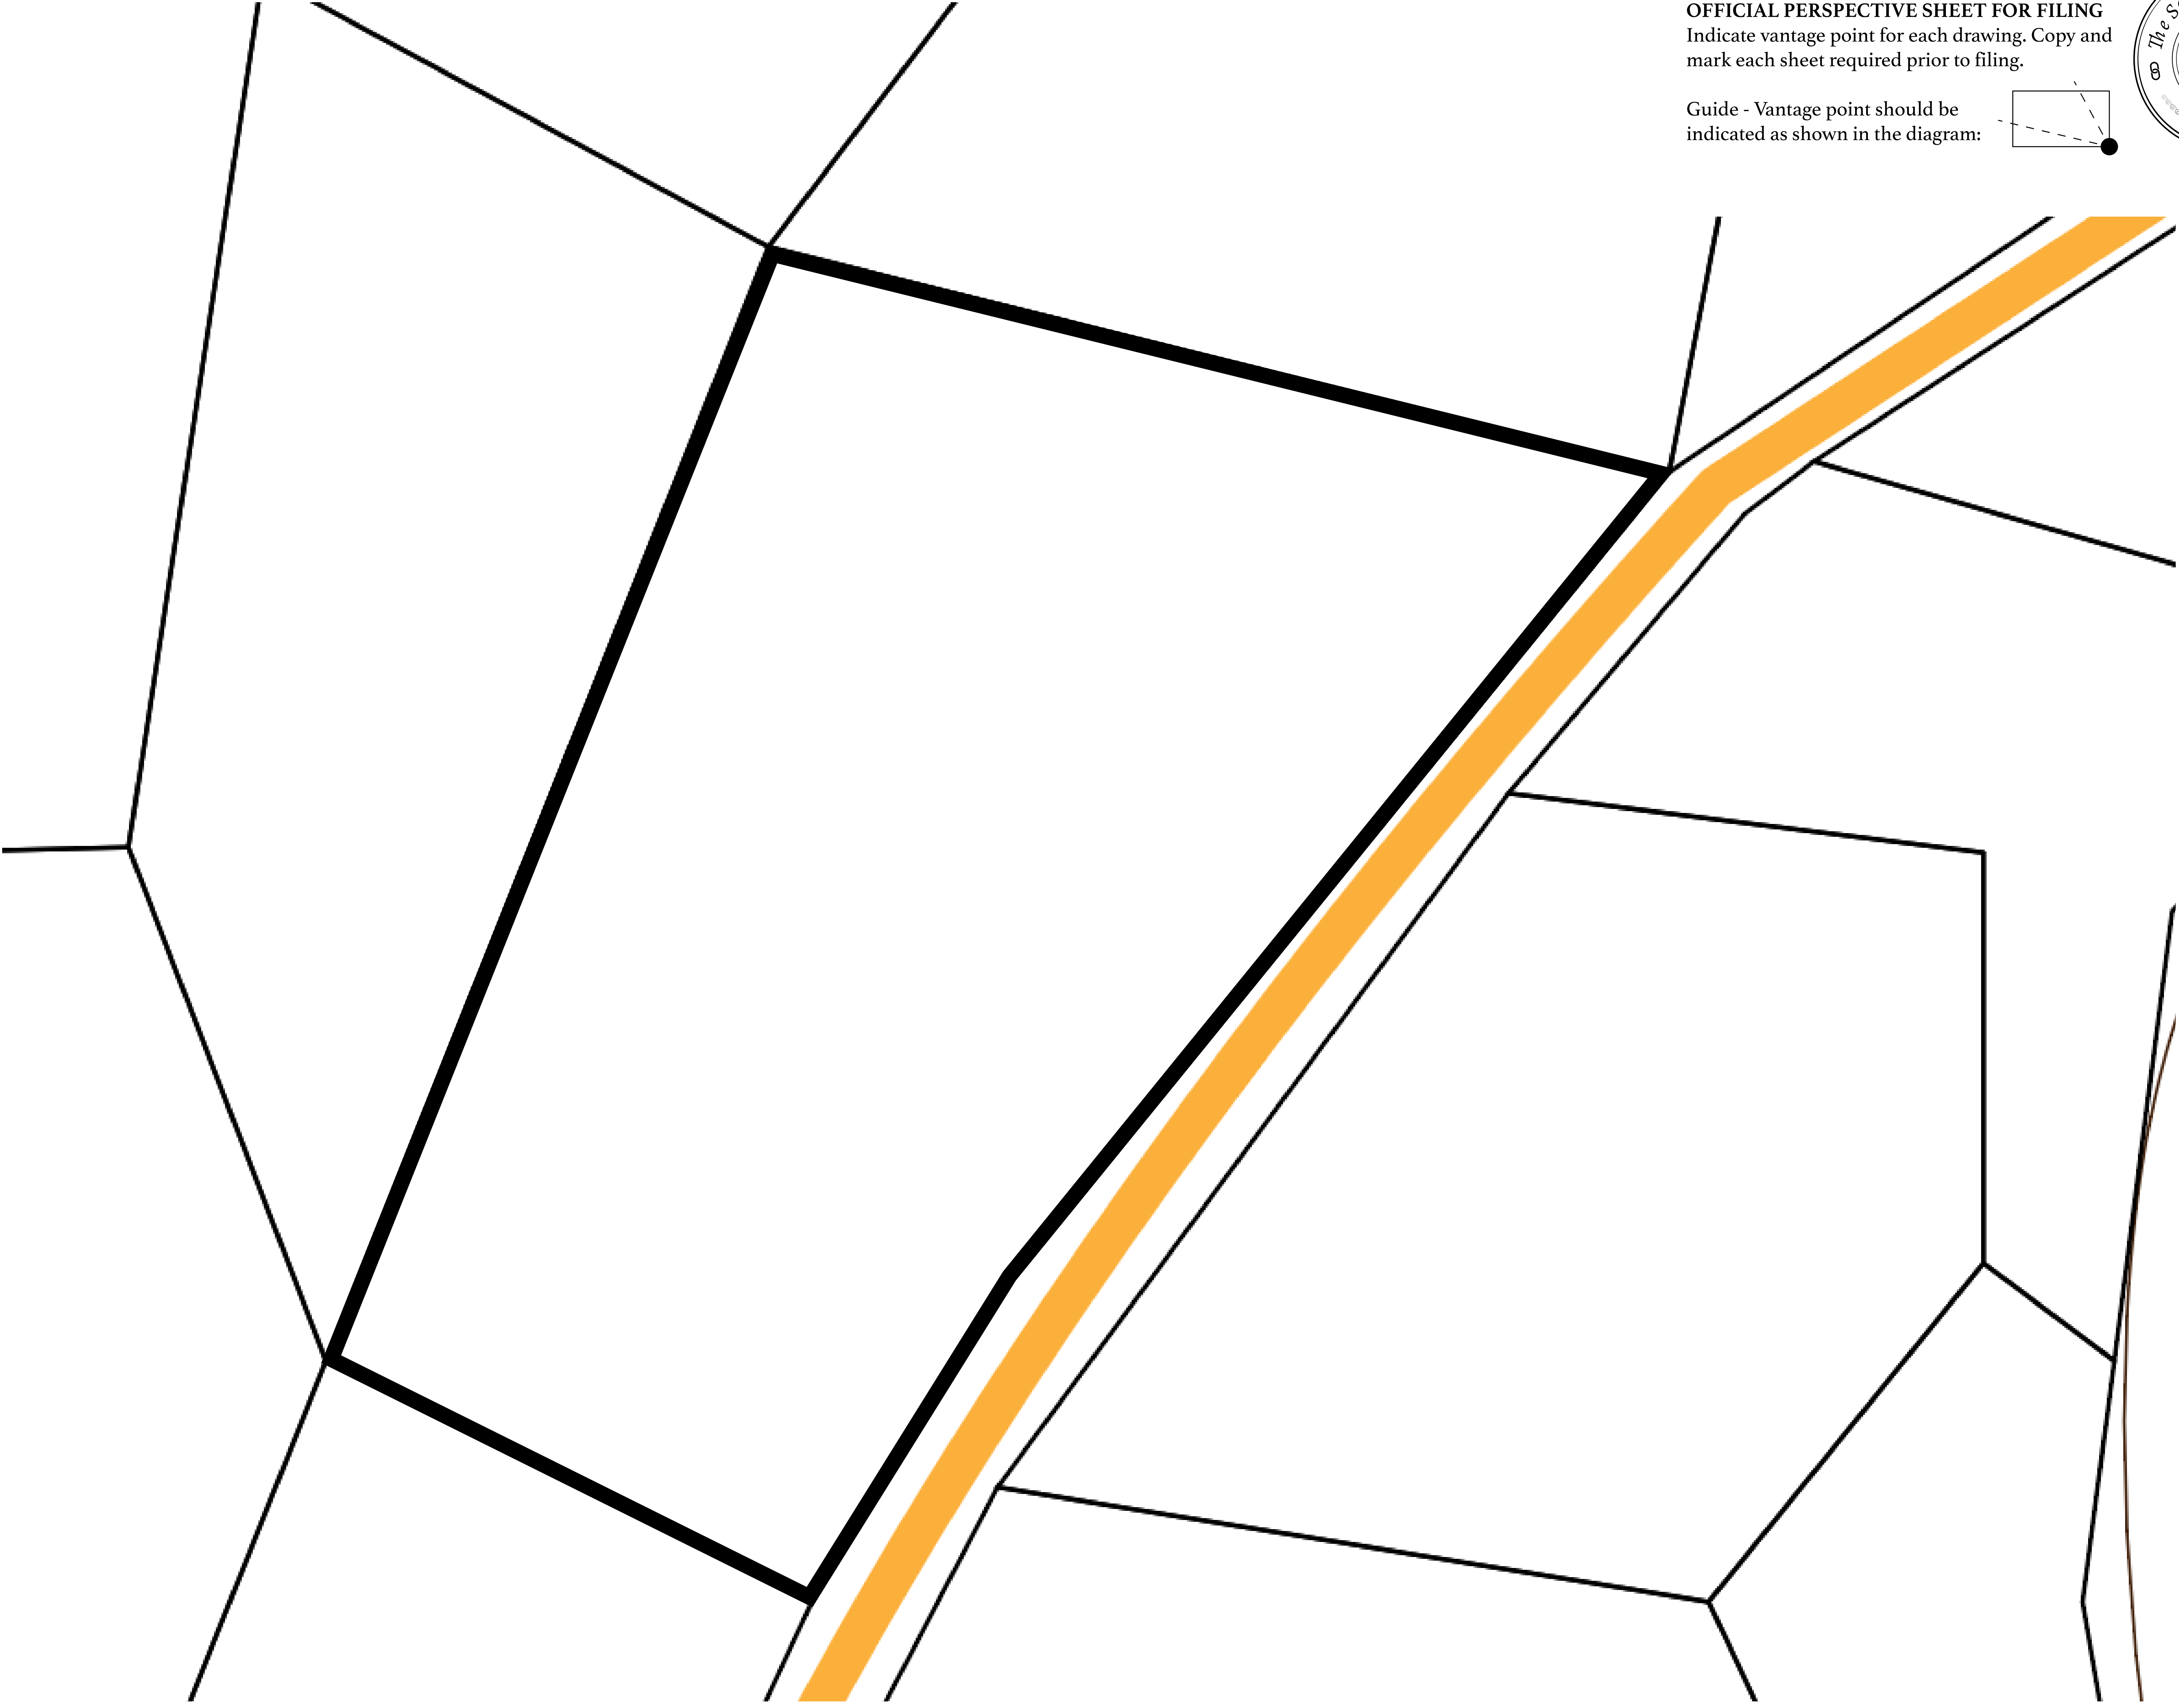 OFFICIAL PERSPECTIVE SHEET FOR FILING
Indicate vantage point for each drawing. Copy and
mark each sheet required prior to filing.
Guide - Vantage point should be
indicated as shown in the diagram:
The